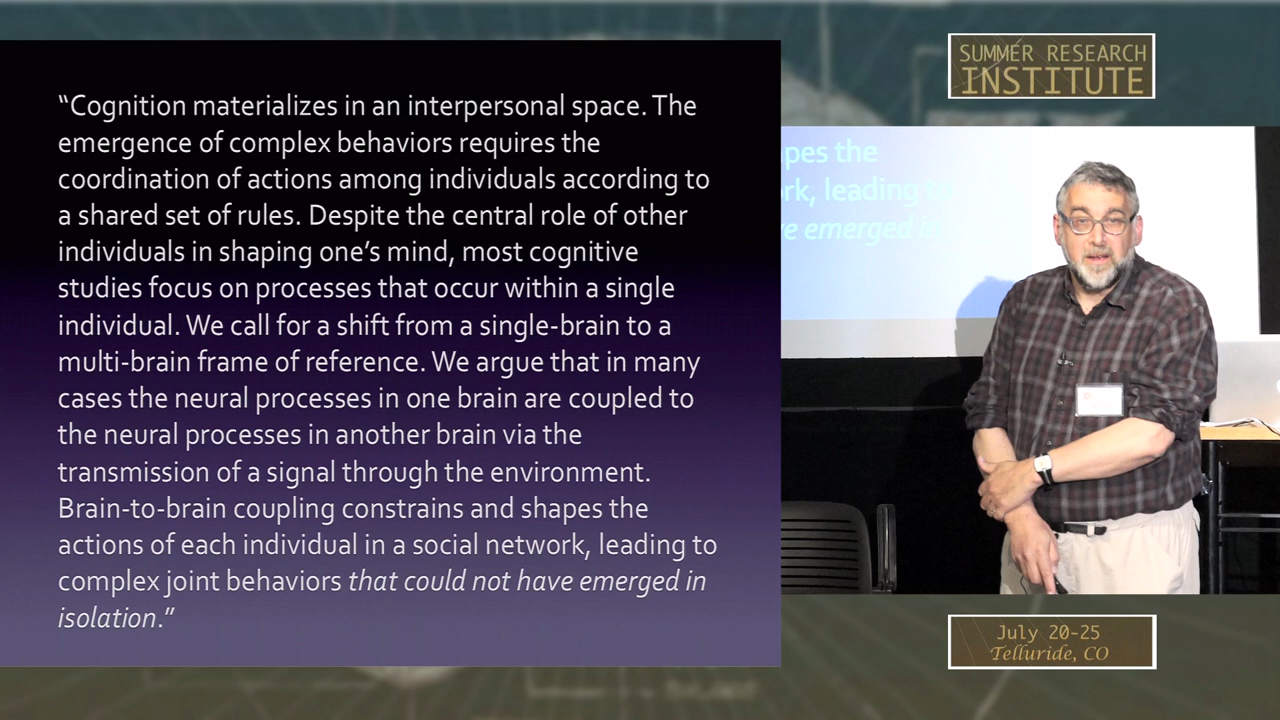 “Cognition materializes in an interpersonal space. The
emergence of complex behaviors requires the
coordination of actions among individuals according to
a shared set of rules. Despite the central role of other
individuals in shaping one’s mind, most cognitive
studies focus on processes that occur within a single
individual. We call for a shift from a single-brain to a
multi-brain frame of reference. We argue that in many
cases the neural processes in one brain are coupled to
the neural processes in another brain via the
transmission of a signal through the environment.
Brain-to-brain coupling constrains and shapes the
actions of each individual in a social network, leading to
complex joint behaviors that could not have emerged in
isolation.”
SUMMER RESEARCH
INSTITUTE
apes the
rk, leading to
ve emerged in
July 20-25
Telluride, CO